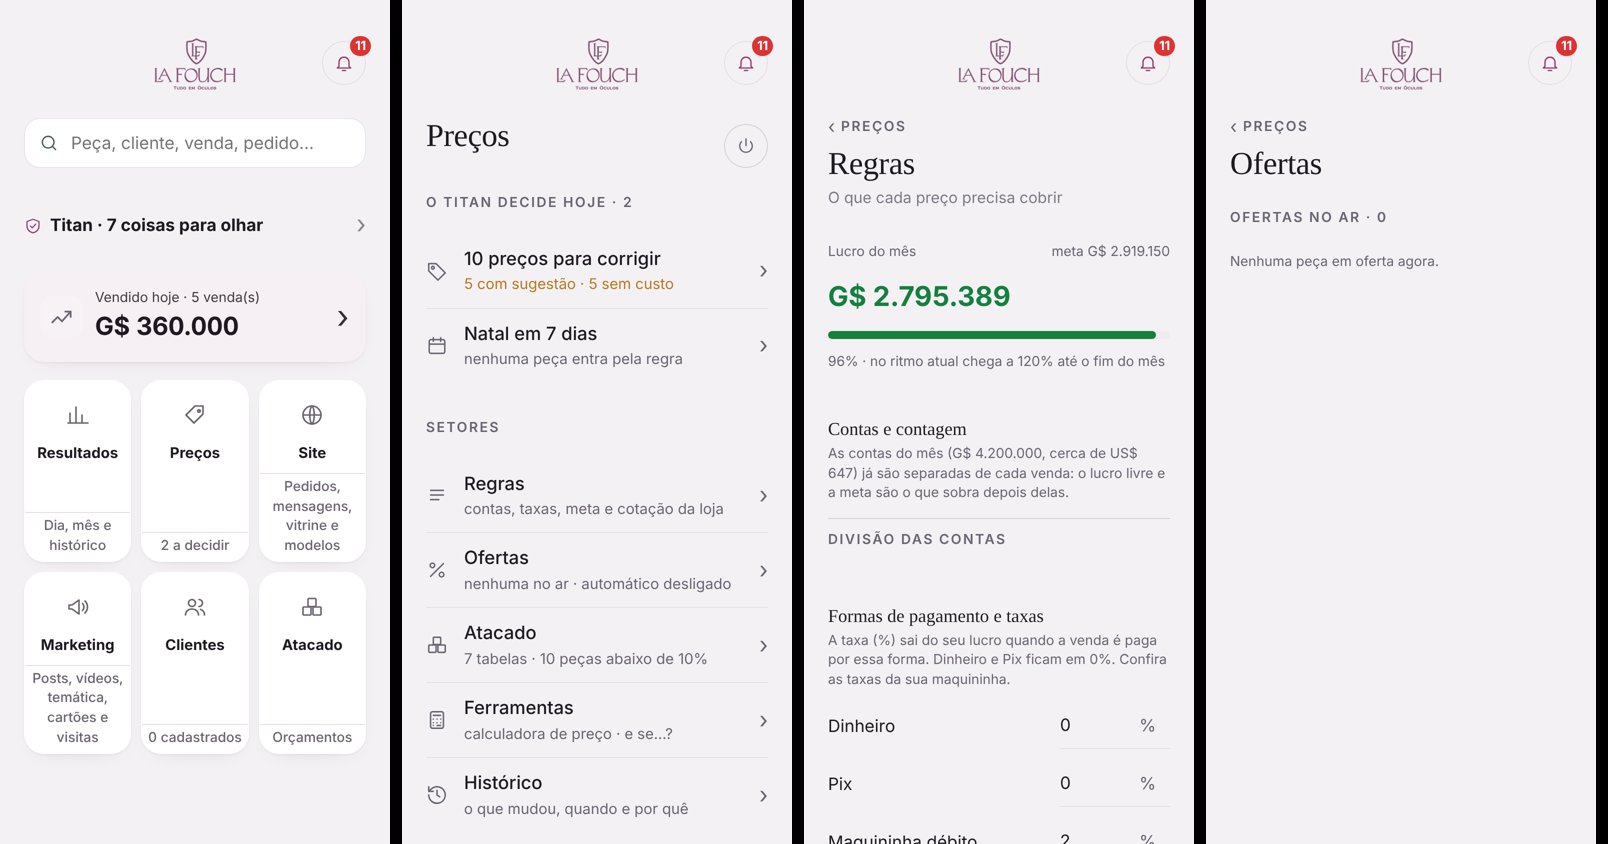 LA FOUCH
TUDO EM ÓCULOS
11
Peça, cliente, venda, pedido...
Titan · 7 coisas para olhar
Vendido hoje · 5 venda(s)
G$ 360.000
Resultados
Dia, mês e
histórico
Preços
2 a decidir
Site
Pedidos,
mensagens,
vitrine e
modelos
Marketing
Posts, vídeos,
temática,
cartões e
visitas
Clientes
0 cadastrados
Atacado
Orçamentos
LA FOUCH
TUDO EM ÓCULOS
11
Preços
O TITAN DECIDE HOJE · 2
10 preços para corrigir
5 com sugestão · 5 sem custo
Natal em 7 dias
nenhuma peça entra pela regra
SETORES
Regras
contas, taxas, meta e cotação da loja
Ofertas
nenhuma no ar · automático desligado
Atacado
7 tabelas · 10 peças abaixo de 10%
Ferramentas
calculadora de preço · e se...?
Histórico
o que mudou, quando e por quê
LA FOUCH
TUDO EM ÓCULOS
11
‹ PREÇOS
Regras
O que cada preço precisa cobrir
Lucro do mês meta G$ 2.919.150
G$ 2.795.389
96% · no ritmo atual chega a 120% até o fim do mês
Contas e contagem
As contas do mês (G$ 4.200.000, cerca de US$
647) já são separadas de cada venda: o lucro livre e
a meta são o que sobra depois delas.
DIVISÃO DAS CONTAS
Formas de pagamento e taxas
A taxa (%) sai do seu lucro quando a venda é paga
por essa forma. Dinheiro e Pix ficam em 0%. Confira
as taxas da sua maquininha.
Dinheiro 0 %
Pix 0 %
Maquininha débito 2 %
LA FOUCH
TUDO EM ÓCULOS
11
‹ PREÇOS
Ofertas
OFERTAS NO AR · 0
Nenhuma peça em oferta agora.